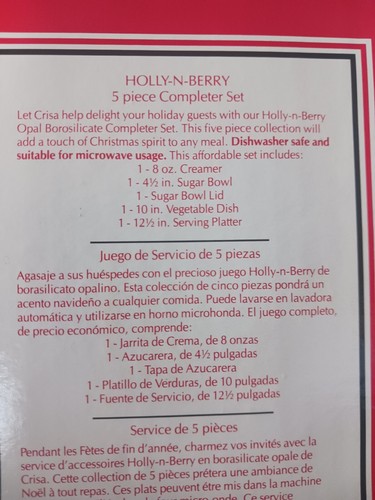 HOLLY-N-BERRY
5 piece Completer Set
Let Crisa help delight your holiday guests with our Holly-n-Berry
Opal Borosilicate Completer Set. This five piece collection will
add a touch of Christmas spirit to any meal. Dishwasher safe and
suitable for microwave usage. This affordable set includes:
1 - 8 oz. Creamer
1 - 4½ in. Sugar Bowl
1 - Sugar Bowl Lid
1 - 10 in. Vegetable Dish
1 - 12½ in. Serving Platter
Juego de Servicio de 5 piezas
Agasaje a sus huéspedes con el precioso juego Holly-n-Berry de
borasilicato opalino. Esta colección de cinco piezas pondrá un
acento navideño a cualquier comida. Puede lavarse en lavadora
automática y utilizarse en horno microhonda. El juego completo,
de precio económico, comprende:
1 - Jarrita de Crema, de 8 onzas
1 - Azucarera, de 4½ pulgadas
1 - Tapa de Azucarera
1 - Platillo de Verduras, de 10 pulgadas
1 - Fuente de Servicio, de 12½ pulgadas
Service de 5 pièces
Pendant les Fêtes de fin d'année, charmez vos invités avec la
service d'accessoires Holly-n-Berry en borasilicate opale de
Crisa. Cette collection de 5 pièces prêtera une ambiance de
Noël à tout repas. Ces plats peuvent être mis dans la machine